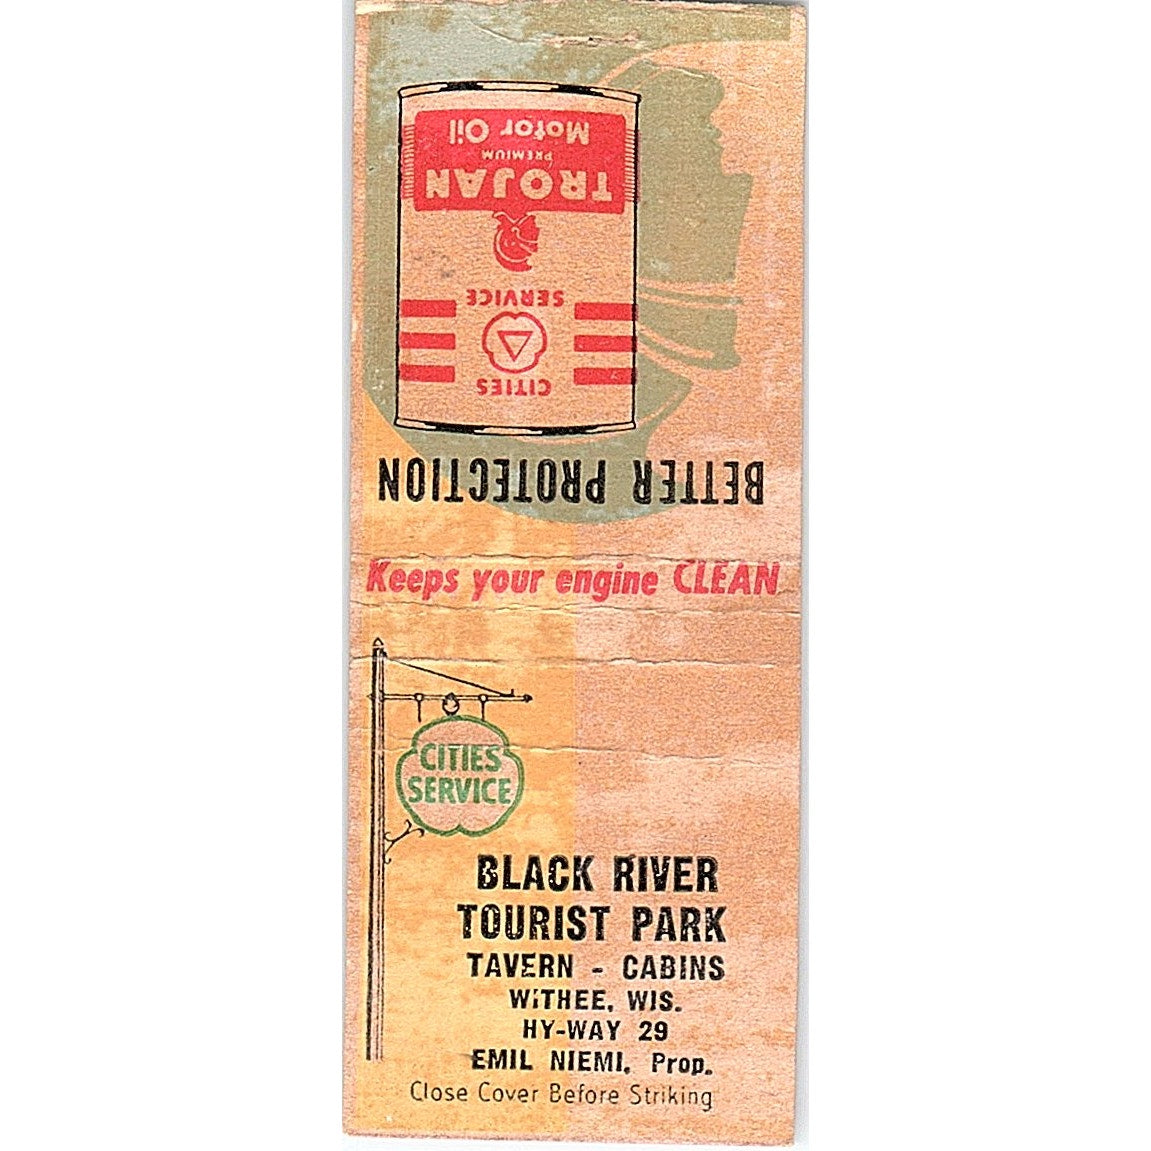 BETTER PROTECTION
CITIES
SERVICE
TROJAN
PREMIUM
Motor Oil
Keeps your engine CLEAN
CITIES
SERVICE
BLACK RIVER
TOURIST PARK
TAVERN - CABINS
WITHEE, WIS.
HY-WAY 29
EMIL NIEMI, Prop.
Close Cover Before Striking